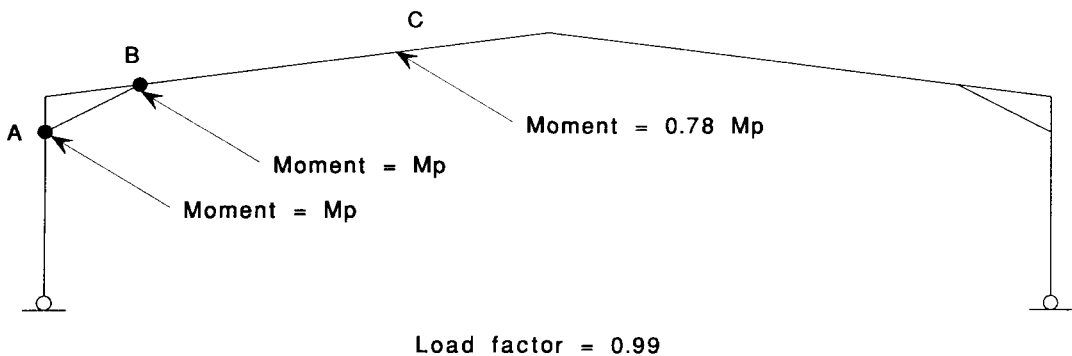 C
B
Moment = 0.78 Mp
A
Moment = Mp
Moment = Mp
Load factor = 0.99